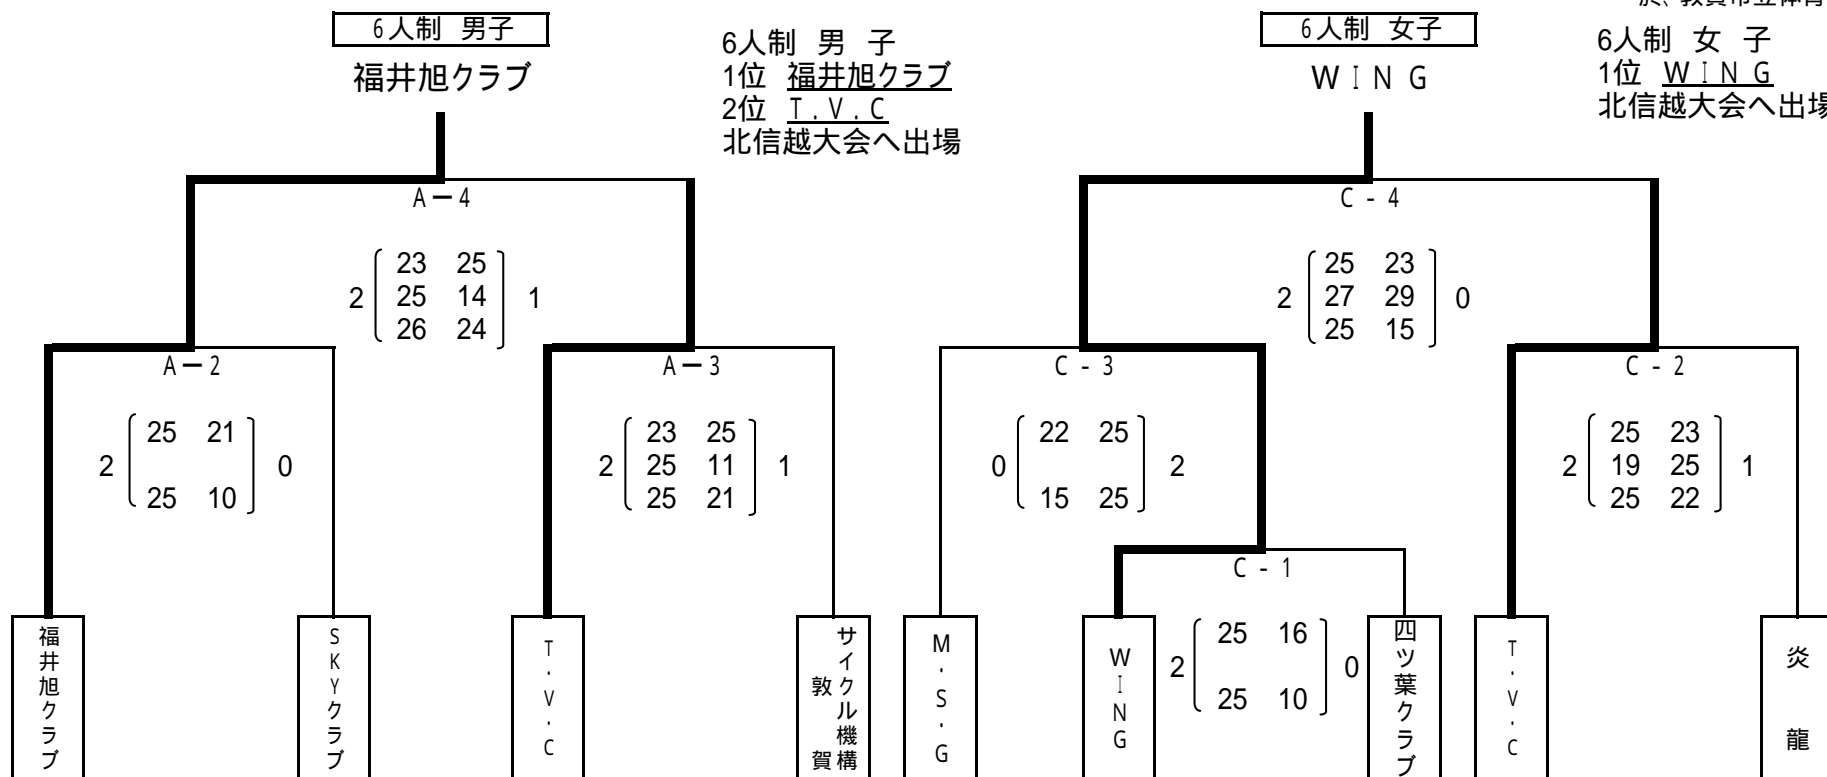 於、敦賀市立体育
6人制 男子
福井旭クラブ
6人制 男 子
1位 福井旭クラブ
2位 T.V.C
北信越大会へ出場
6人制 女子
WING
6人制 女 子
1位 WING
北信越大会へ出場
A－4
2 23 25 1
25 14
26 24
C - 4
2 25 23 0
27 29
25 15
A－2
2 25 21 0
25 10
A－3
2 23 25 1
25 11
25 21
C - 3
0 22 25 2
15 25
C - 2
2 25 23 1
19 25
25 22
C - 1
2 25 16 0
25 10
福井旭クラブ
SKYクラブ
T.V.C
サイクル機構
敦賀
M.S.G
WING
四ツ葉クラブ
T.V.C
炎龍